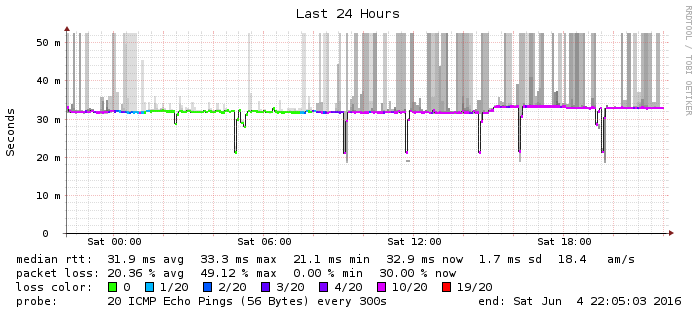 Last 24 Hours
RRDTOOL / TOBI OETIKER
Seconds
50 m
40 m
30 m
20 m
10 m
0
Sat 00:00 Sat 06:00 Sat 12:00 Sat 18:00
median rtt: 31.9 ms avg 33.3 ms max 21.1 ms min 32.9 ms now 1.7 ms sd 18.4 am/s
packet loss: 20.36 % avg 49.12 % max 0.00 % min 30.00 % now
loss color: 0 1/20 2/20 3/20 4/20 10/20 19/20
probe: 20 ICMP Echo Pings (56 Bytes) every 300s end: Sat Jun 4 22:05:03 2016